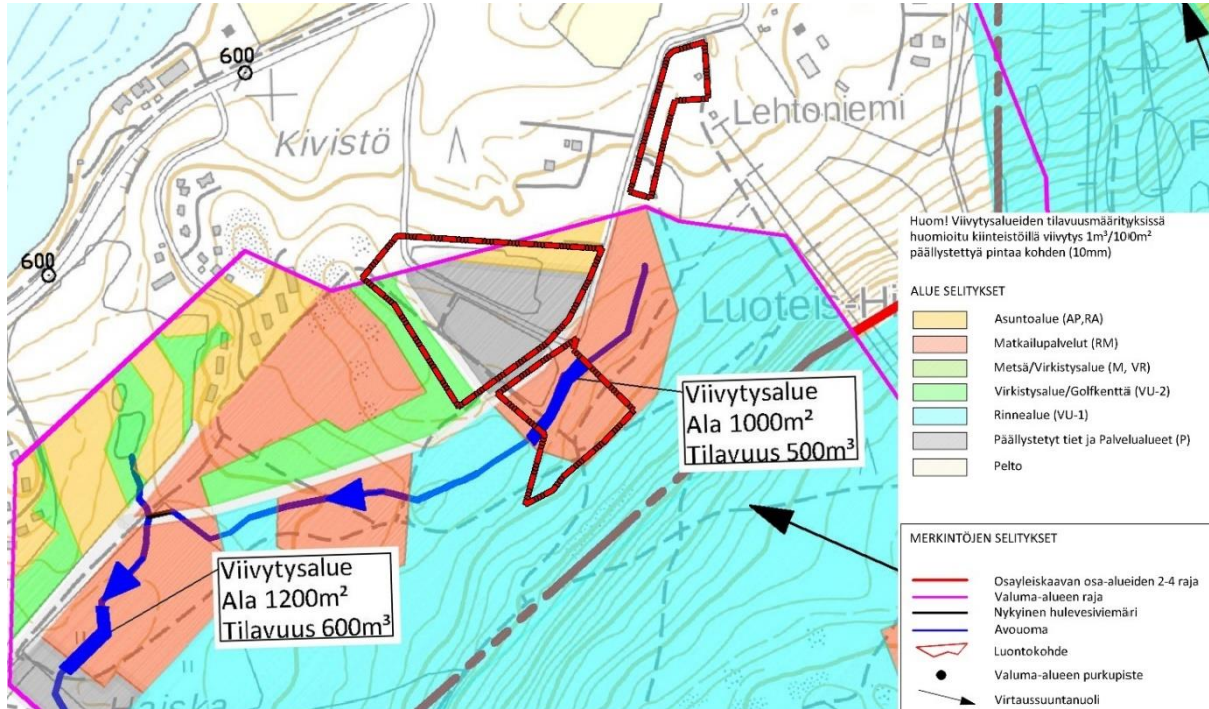 600
600
Kivistö
Lehtoniemi
Luoteis-Hi
P
Viivytysalue
Ala 1000m²
Tilavuus 500m³
Viivytysalue
Ala 1200m²
Tilavuus 600m³
Haiska
Huom! Viivytysalueiden tilavuusmäärityksissä
huomioitu kiinteistöillä viivytys 1m³/100m²
päällystettyä pintaa kohden (10mm)
ALUE SELITYKSET
Asuntoalue (AP,RA)
Matkailupalvelut (RM)
Metsä/Virkistysalue (M, VR)
Virkistysalue/Golfkenttä (VU-2)
Rinnealue (VU-1)
Päällystetyt tiet ja Palvelualueet (P)
Pelto
MERKINTÖJEN SELITYKSET
Osayleiskaavan osa-alueiden 2-4 raja
Valuma-alueen raja
Nykyinen hulevesiviemäri
Avouoma
Luontokohde
Valuma-alueen purkupiste
Virtaussuuntanuoli